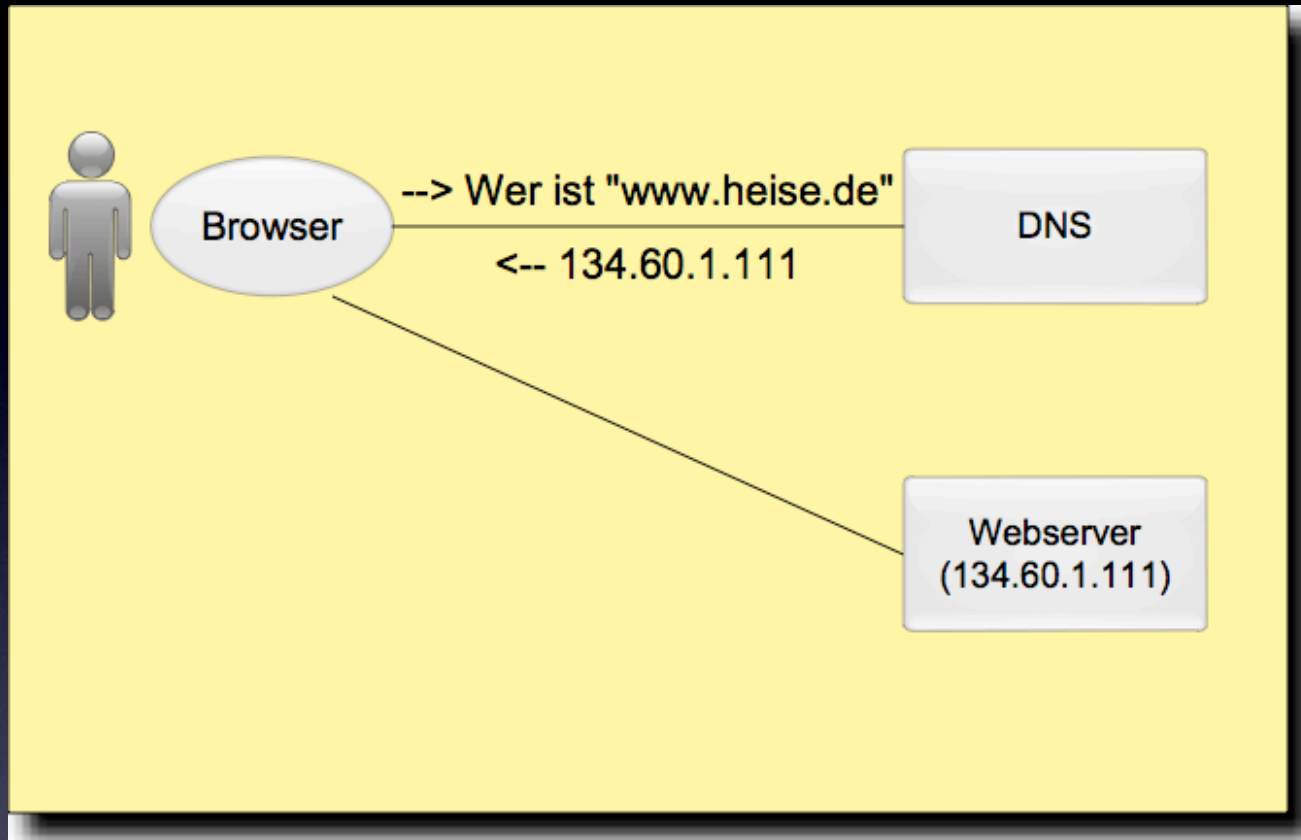 --> Wer ist "www.heise.de"
Browser
DNS
<-- 134.60.1.111
Webserver
(134.60.1.111)